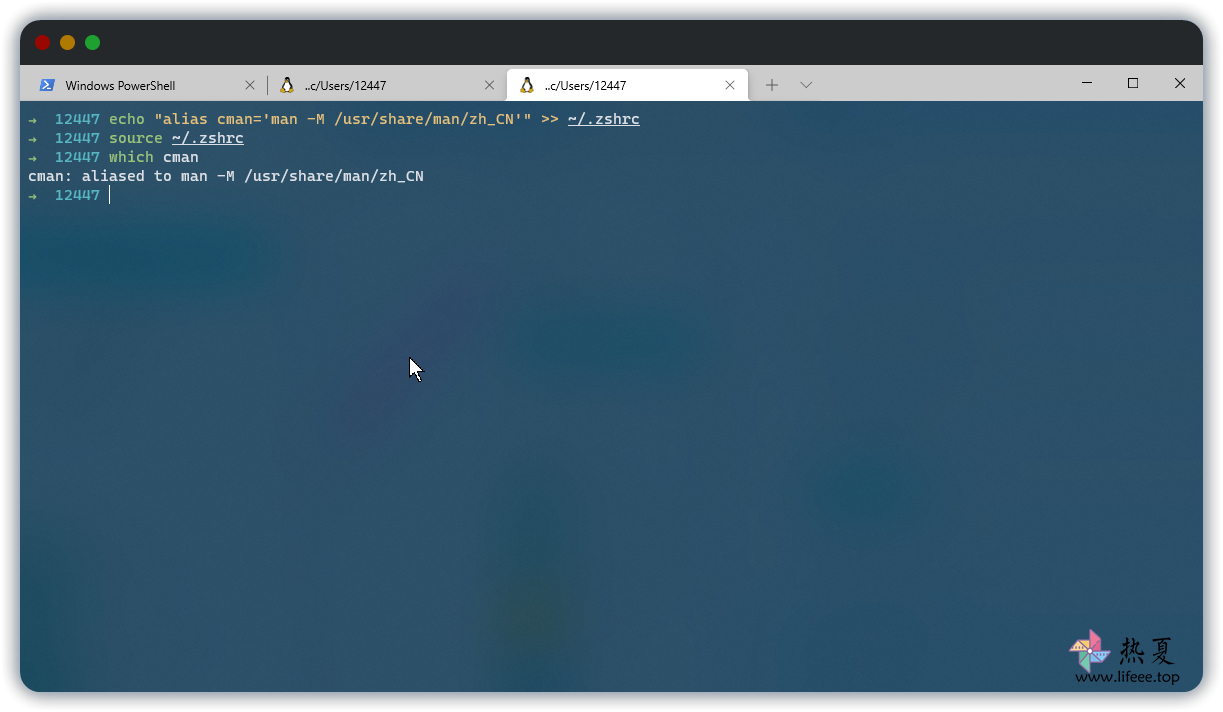 Windows PowerShell
..c/Users/12447
..c/Users/12447
→ 12447 echo "alias cman='man -M /usr/share/man/zh_CN'" >> ~/.zshrc
→ 12447 source ~/.zshrc
→ 12447 which cman
cman: aliased to man -M /usr/share/man/zh_CN
→ 12447
热夏
www.lifeee.top